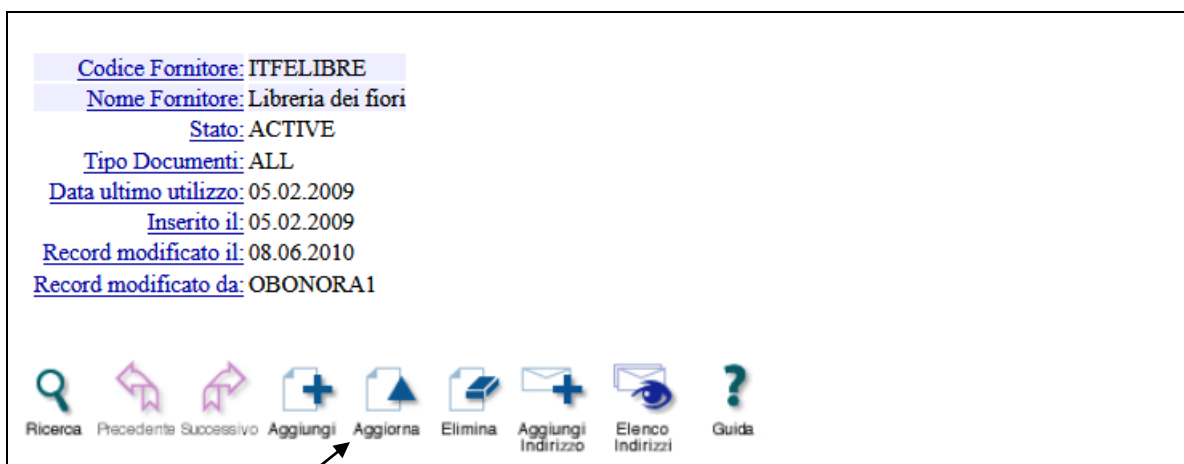 Codice Fornitore: ITFELIBRE
Nome Fornitore: Libreria dei fiori
Stato: ACTIVE
Tipo Documenti: ALL
Data ultimo utilizzo: 05.02.2009
Inserito il: 05.02.2009
Record modificato il: 08.06.2010
Record modificato da: OBONORA1
Ricerca Precedente Successivo Aggiungi Aggiorna Elimina Aggiungi Elenco Guida
Indirizzo Indirizzi